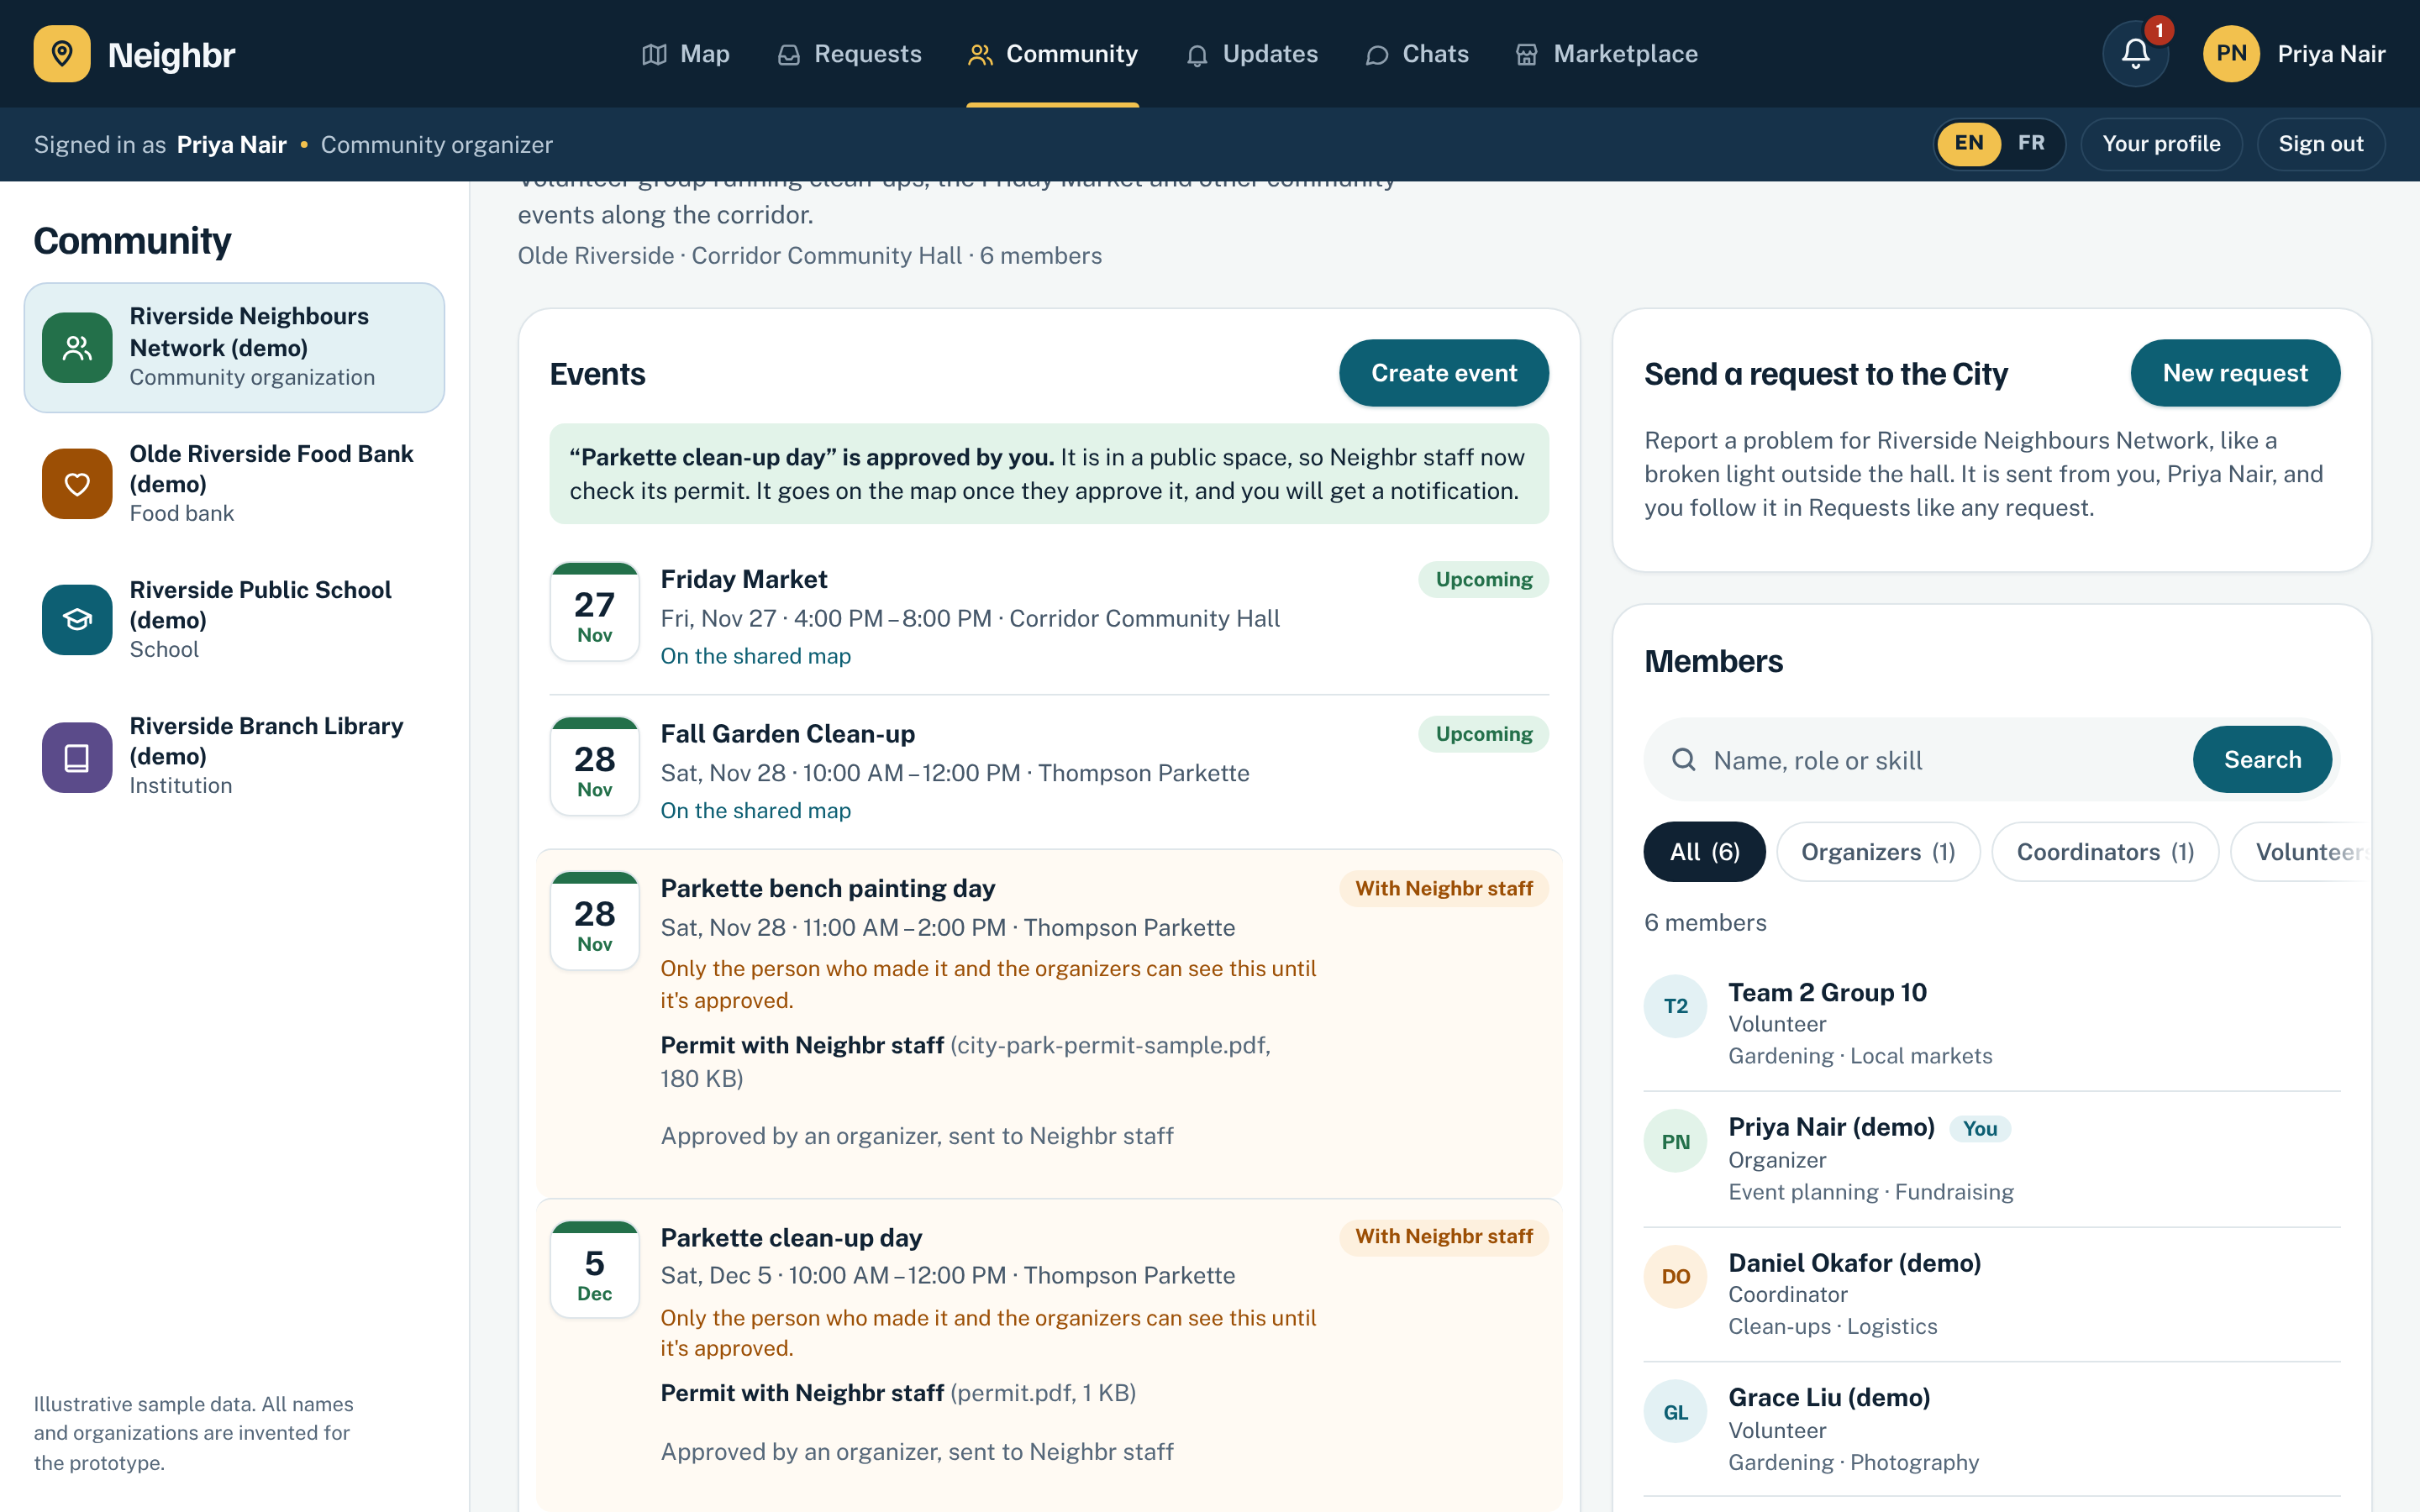 Neighbr
Map
Requests
Community
Updates
Chats
Marketplace
1
PN
Priya Nair
Signed in as Priya Nair • Community organizer
EN
FR
Your profile
Sign out
Community
Riverside Neighbours
Network (demo)
Community organization
Olde Riverside Food Bank
(demo)
Food bank
Riverside Public School
(demo)
School
Riverside Branch Library
(demo)
Institution
Illustrative sample data. All names
and organizations are invented for
the prototype.
Volunteer group running clean-ups, the Friday Market and other community
events along the corridor.
Olde Riverside · Corridor Community Hall · 6 members
Events
Create event
“Parkette clean-up day” is approved by you. It is in a public space, so Neighbr staff now
check its permit. It goes on the map once they approve it, and you will get a notification.
27
Nov
Friday Market
Upcoming
Fri, Nov 27 · 4:00 PM – 8:00 PM · Corridor Community Hall
On the shared map
28
Nov
Fall Garden Clean-up
Upcoming
Sat, Nov 28 · 10:00 AM – 12:00 PM · Thompson Parkette
On the shared map
28
Nov
Parkette bench painting day
With Neighbr staff
Sat, Nov 28 · 11:00 AM – 2:00 PM · Thompson Parkette
Only the person who made it and the organizers can see this until
it's approved.
Permit with Neighbr staff (city-park-permit-sample.pdf,
180 KB)
Approved by an organizer, sent to Neighbr staff
5
Dec
Parkette clean-up day
With Neighbr staff
Sat, Dec 5 · 10:00 AM – 12:00 PM · Thompson Parkette
Only the person who made it and the organizers can see this until
it's approved.
Permit with Neighbr staff (permit.pdf, 1 KB)
Approved by an organizer, sent to Neighbr staff
Send a request to the City
New request
Report a problem for Riverside Neighbours Network, like a
broken light outside the hall. It is sent from you, Priya Nair, and
you follow it in Requests like any request.
Members
Name, role or skill
Search
All (6)
Organizers (1)
Coordinators (1)
Volunteers
6 members
T2
Team 2 Group 10
Volunteer
Gardening · Local markets
PN
Priya Nair (demo)
You
Organizer
Event planning · Fundraising
DO
Daniel Okafor (demo)
Coordinator
Clean-ups · Logistics
GL
Grace Liu (demo)
Volunteer
Gardening · Photography